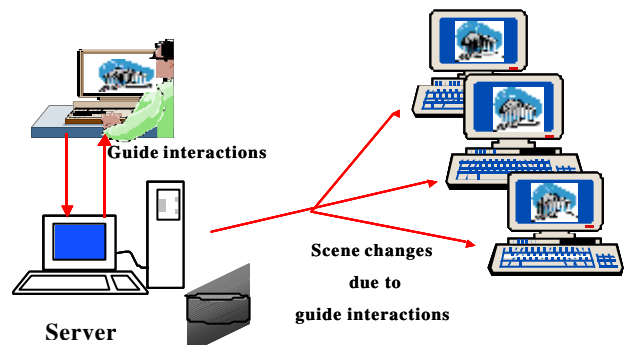 Guide interactions
Scene changes
due to
guide interactions
Server